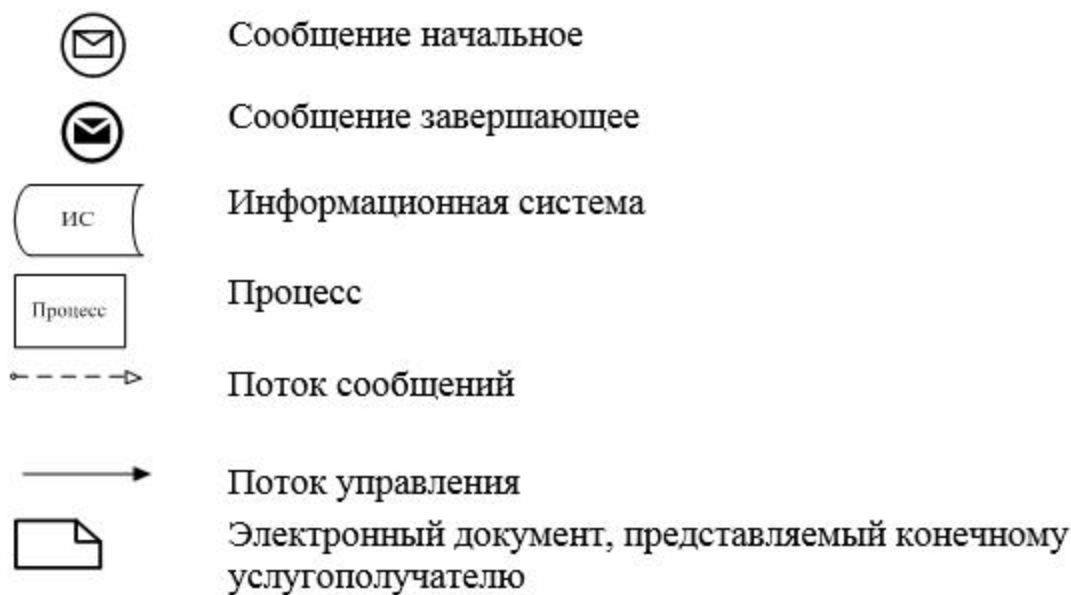 Сообщение начальное
Сообщение завершающее
ИС
Информационная система
Процесс
Процесс
Поток сообщений
Поток управления
Электронный документ, представляемый конечному
услугополучателю